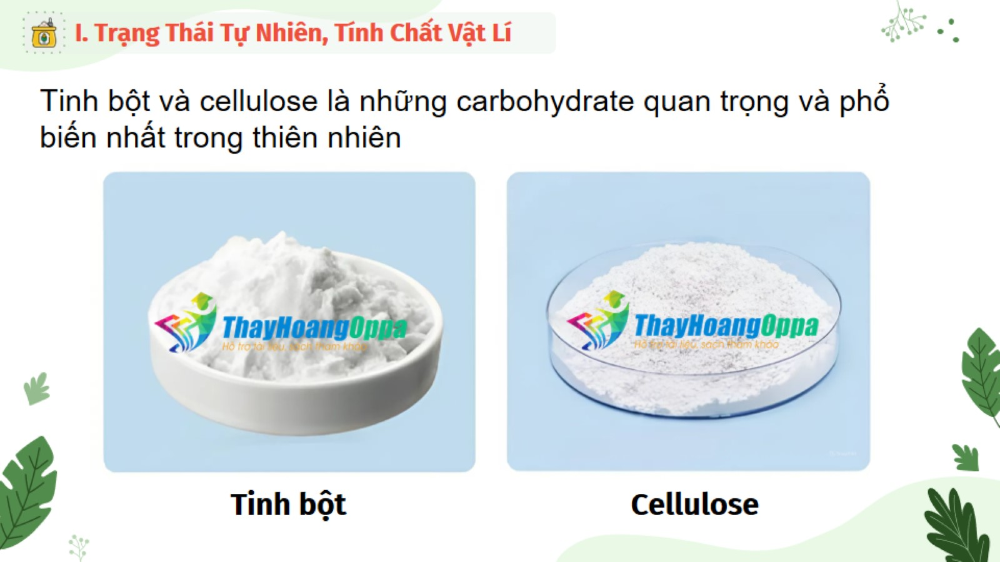 I. Trạng Thái Tự Nhiên, Tính Chất Vật Lí
Tinh bột và cellulose là những carbohydrate quan trọng và phổ
biến nhất trong thiên nhiên
ThayHoangOppa
Hỗ trợ tài liệu, sách tham khảo
ThayHoangOppa
Hỗ trợ tài liệu, sách tham khảo
Tinh bột
Cellulose